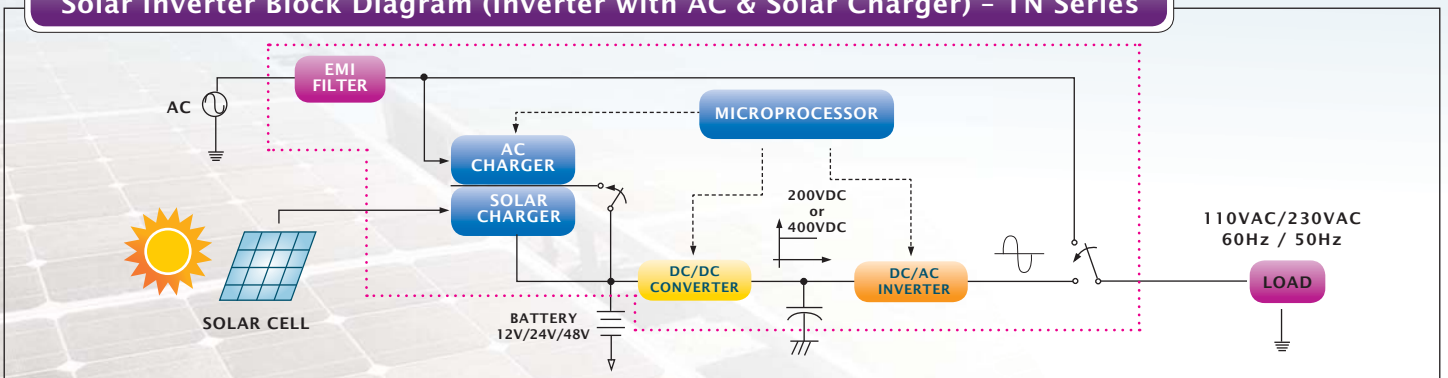 Solar Inverter Block Diagram (Inverter with AC & Solar Charger) – TN Series
EMI
FILTER
AC
MICROPROCESSOR
AC
CHARGER
SOLAR
CHARGER
200VDC
or
400VDC
110VAC/230VAC
60Hz / 50Hz
DC/DC
CONVERTER
DC/AC
INVERTER
LOAD
SOLAR CELL
BATTERY
12V/24V/48V